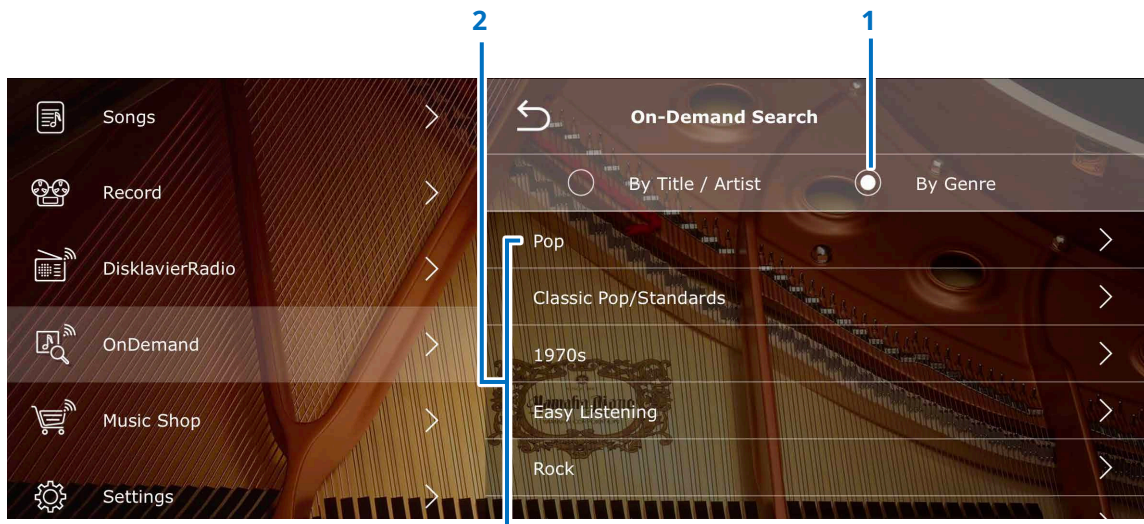 2
1
Songs
Record
DisklavierRadio
OnDemand
Music Shop
Settings
On-Demand Search
By Title / Artist
By Genre
Pop
Classic Pop/Standards
1970s
Easy Listening
Rock